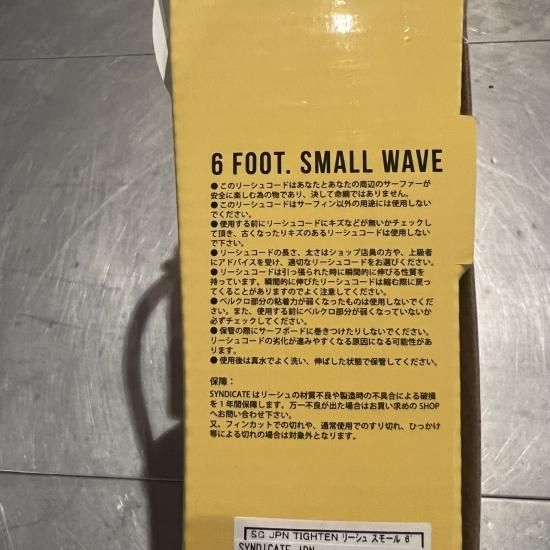 6 FOOT. SMALL WAVE
● このリーシュコードはあなたとあなたの周辺のサーファーが
安全に楽しむ為の物であり、決して命綱ではありません。
● このリーシュコードはサーフィン以外の用途には使用しない
でください。
● 使用する前にリーシュコードにキズなどが無いかチェックし
て頂き、古くなったりキズのあるリーシュコードは使用しない
で下さい。
● リーシュコードの長さ、太さはショップ店員の方や、上級者
にアドバイスを受け、適切なリーシュコードをお選びください。
● リーシュコードは引っ張られた時に瞬間的に伸びる性質を
持っています。瞬間的に伸びたリーシュコードは縮む際に戻っ
てくることがありますのでよく注意してください。
● ベルクロ部分の粘着力が弱くなったものは使用しないでくだ
さい。また、使用する前にベルクロ部分が弱くなっていないか
必ずチェックしてください。
● 保管の際にサーフボードに巻きつけたりしないでください。
リーシュコードの劣化が進みやすくなる原因になる可能性があ
ります。
● 使用後は真水でよく洗い、伸ばした状態で保管してください。
保障：
SYNDICATE はリーシュの材質不良や製造時の不具合による破損
を1年間保障します。万一不良が出た場合はお買い求めの SHOP
へお問い合わせ下さい。
又、フィンカットでの切れや、通常使用でのすり切れ、ひっかけ
等による切れの場合は対象外となります。
SC JPN TIGHTEN リーシュ スモール 6'
SYNDICATE JPN